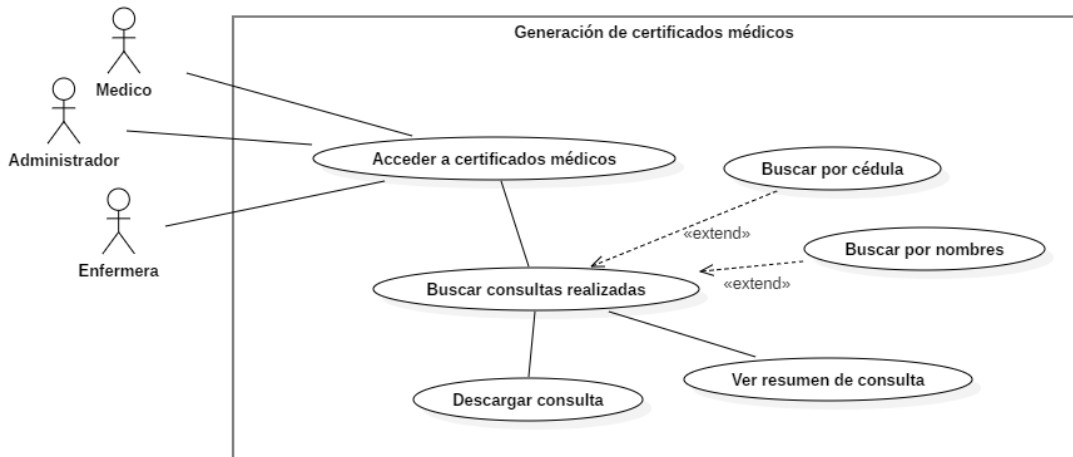 Generación de certificados médicos
Medico
Administrador
Enfermera
Acceder a certificados médicos
Buscar por cédula
«extend»
Buscar por nombres
«extend»
Buscar consultas realizadas
Ver resumen de consulta
Descargar consulta